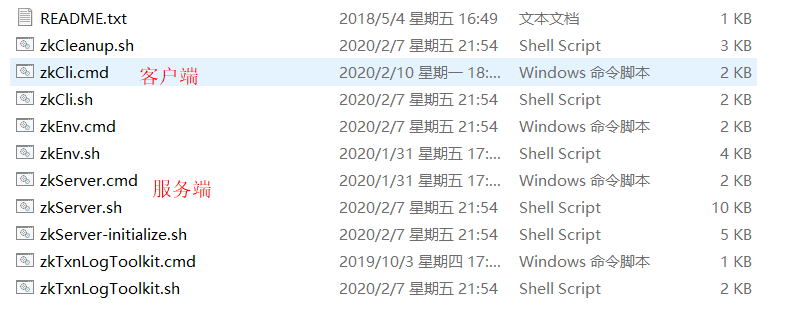 README.txt 2018/5/4 星期五 16:49 文本文档 1 KB
zkCleanup.sh 2020/2/7 星期五 21:54 Shell Script 3 KB
zkCli.cmd 客户端 2020/2/10 星期一 18:... Windows 命令脚本 2 KB
zkCli.sh 2020/2/7 星期五 21:54 Shell Script 2 KB
zkEnv.cmd 2020/2/7 星期五 21:54 Windows 命令脚本 2 KB
zkEnv.sh 2020/1/31 星期五 17:... Shell Script 4 KB
zkServer.cmd 服务端 2020/1/31 星期五 17:... Windows 命令脚本 2 KB
zkServer.sh 2020/2/7 星期五 21:54 Shell Script 10 KB
zkServer-initialize.sh 2020/2/7 星期五 21:54 Shell Script 5 KB
zkTxnLogToolkit.cmd 2019/10/3 星期四 17:... Windows 命令脚本 1 KB
zkTxnLogToolkit.sh 2020/2/7 星期五 21:54 Shell Script 2 KB